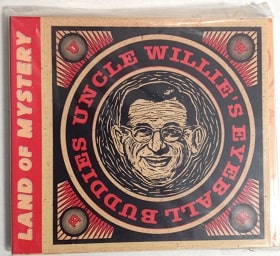 LAND OF MYSTERY
UNCLE WILLIE'S EYEBALL BUDDIES